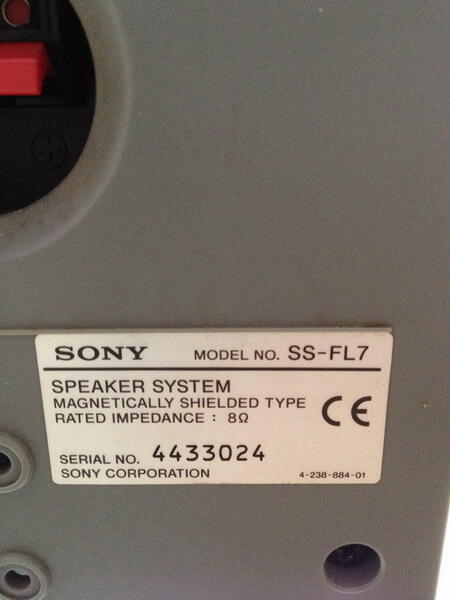 SONY MODEL NO. SS-FL7
SPEAKER SYSTEM
MAGNETICALLY SHIELDED TYPE
RATED IMPEDANCE : 8Ω
CE
SERIAL NO. 4433024
SONY CORPORATION 4-238-884-01